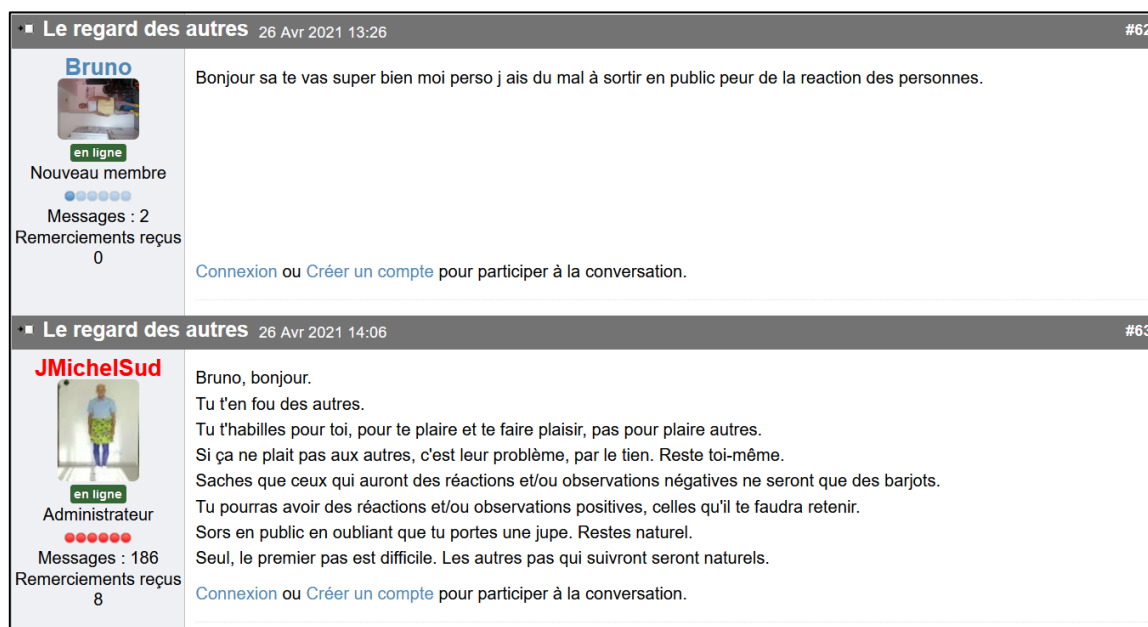 Le regard des autres 26 Avr 2021 13:26 #62
Bruno
Bonjour sa te vas super bien moi perso j ais du mal à sortir en public peur de la reaction des personnes.
en ligne
Nouveau membre
Messages : 2
Remerciements reçus
0
Connexion ou Créer un compte pour participer à la conversation.
Le regard des autres 26 Avr 2021 14:06 #63
JMichelSud
Bruno, bonjour.
Tu t'en fou des autres.
Tu t'habilles pour toi, pour te plaire et te faire plaisir, pas pour plaire autres.
Si ça ne plait pas aux autres, c'est leur problème, par le tien. Reste toi-même.
Saches que ceux qui auront des réactions et/ou observations négatives ne seront que des barjots.
Tu pourras avoir des réactions et/ou observations positives, celles qu'il te faudra retenir.
Sors en public en oubliant que tu portes une jupe. Restes naturel.
Seul, le premier pas est difficile. Les autres pas qui suivront seront naturels.
en ligne
Administrateur
Messages : 186
Remerciements reçus
8
Connexion ou Créer un compte pour participer à la conversation.